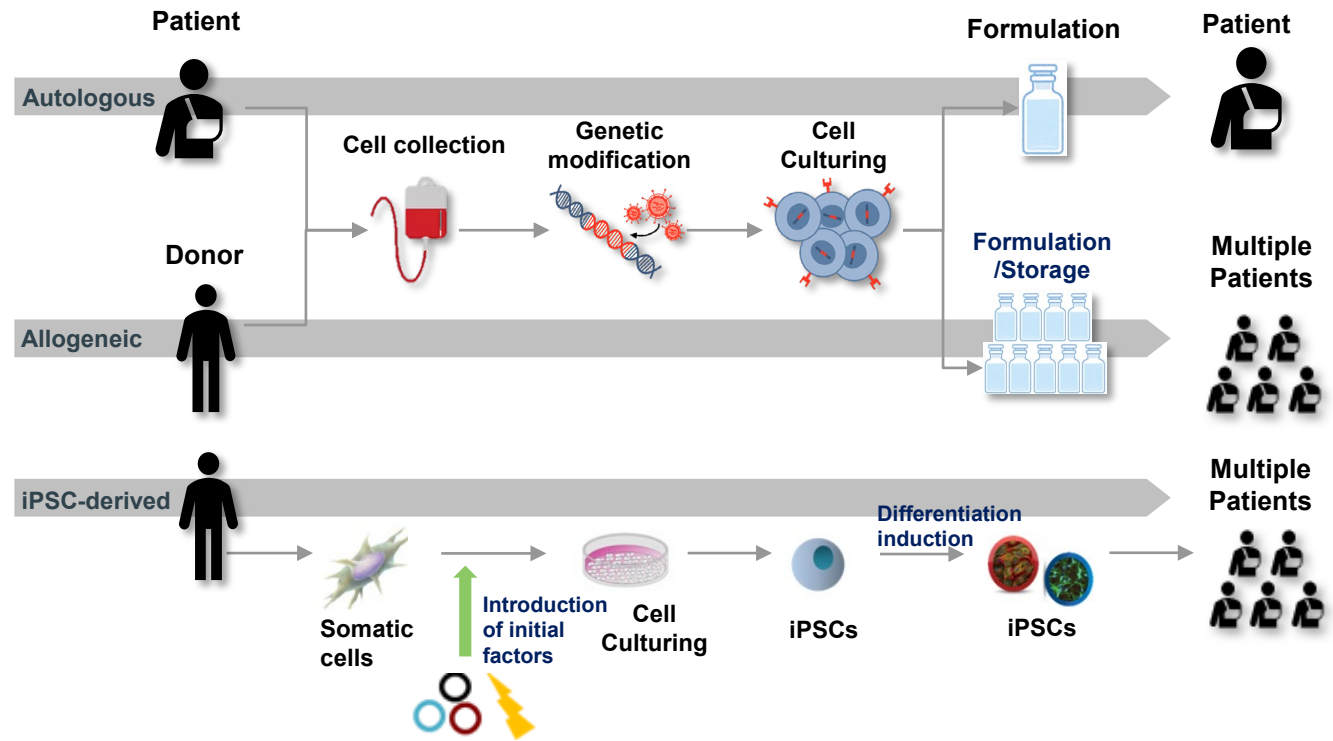 Patient
Formulation
Patient
Autologous
Cell collection
Genetic
modification
Cell
Culturing
Donor
Formulation
/Storage
Multiple
Patients
Allogeneic
Multiple
Patients
iPSC-derived
Differentiation
induction
Somatic
cells
Introduction
of initial
factors
Cell
Culturing
iPSCs
iPSCs